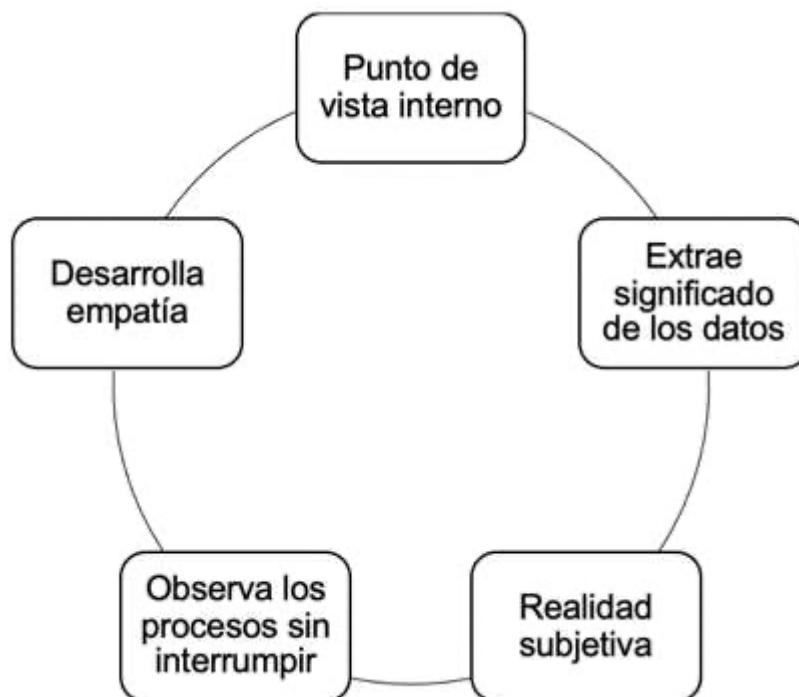 Punto de
vista interno
Extrae
significado
de los datos
Realidad
subjetiva
Observa los
procesos sin
interrumpir
Desarrolla
empatía